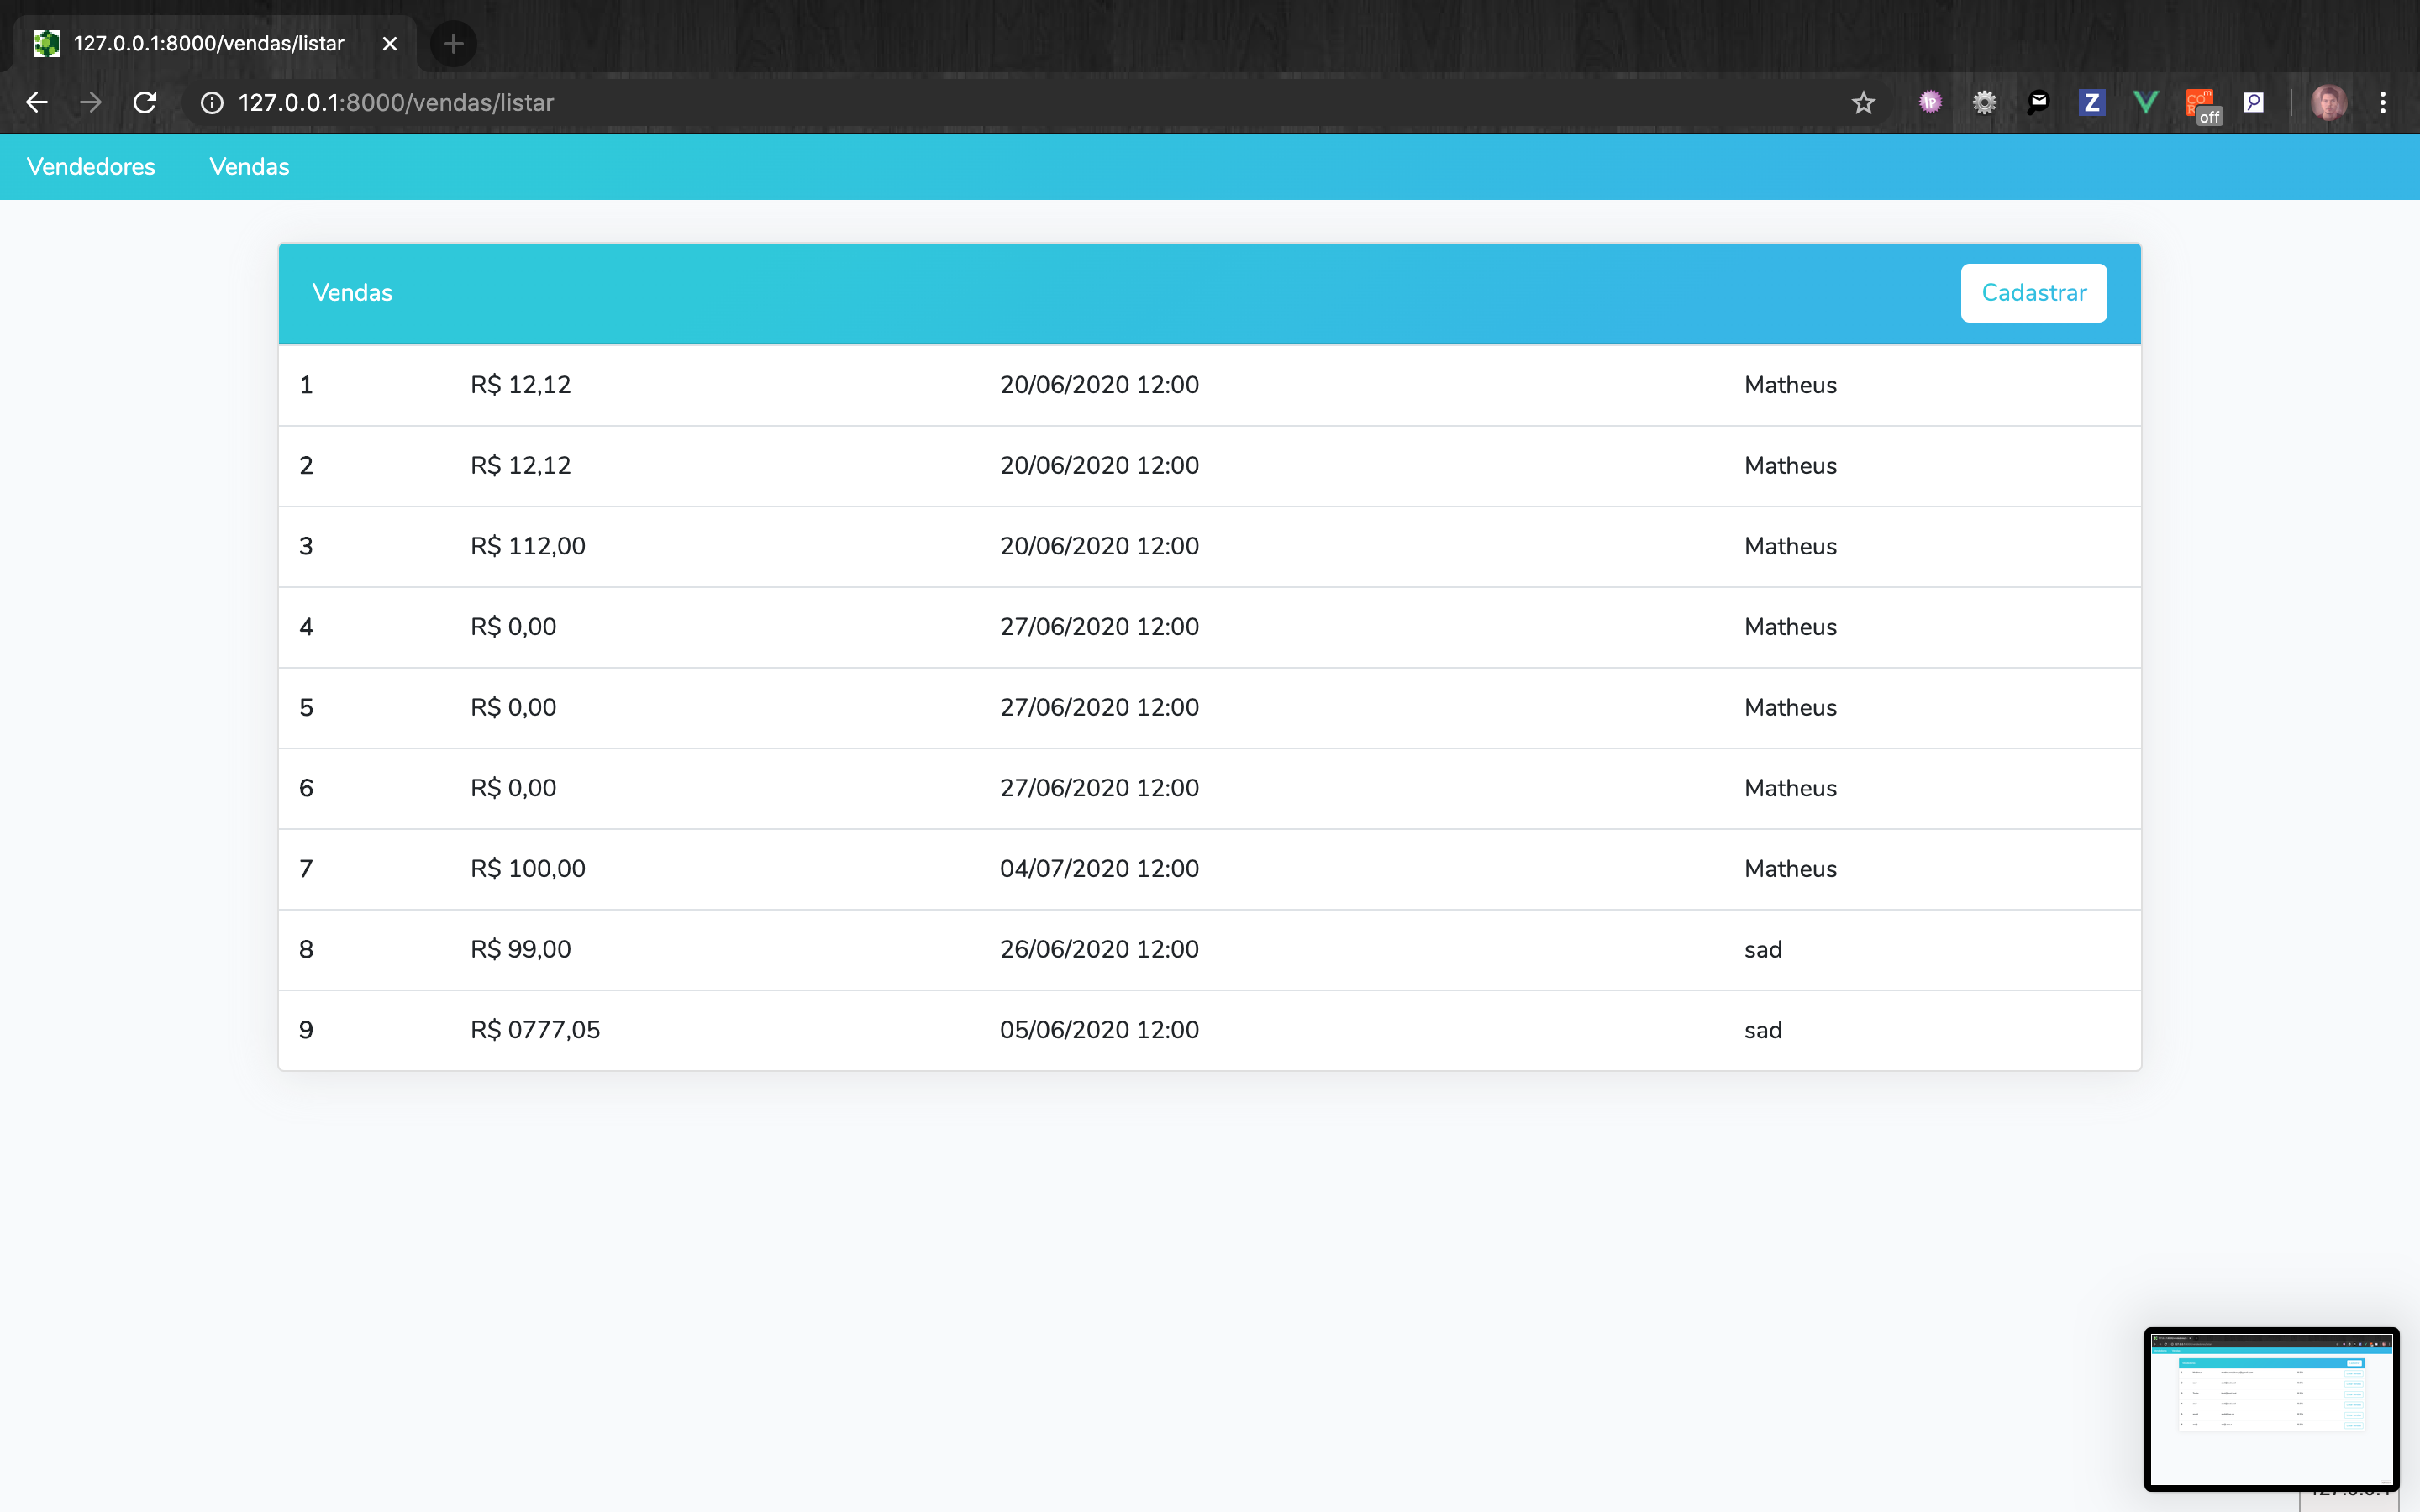 127.0.0.1:8000/vendas/listar
127.0.0.1:8000/vendas/listar
off
Vendedores Vendas
Vendas Cadastrar
1 R$ 12,12 20/06/2020 12:00 Matheus
2 R$ 12,12 20/06/2020 12:00 Matheus
3 R$ 112,00 20/06/2020 12:00 Matheus
4 R$ 0,00 27/06/2020 12:00 Matheus
5 R$ 0,00 27/06/2020 12:00 Matheus
6 R$ 0,00 27/06/2020 12:00 Matheus
7 R$ 100,00 04/07/2020 12:00 Matheus
8 R$ 99,00 26/06/2020 12:00 sad
9 R$ 0777,05 05/06/2020 12:00 sad